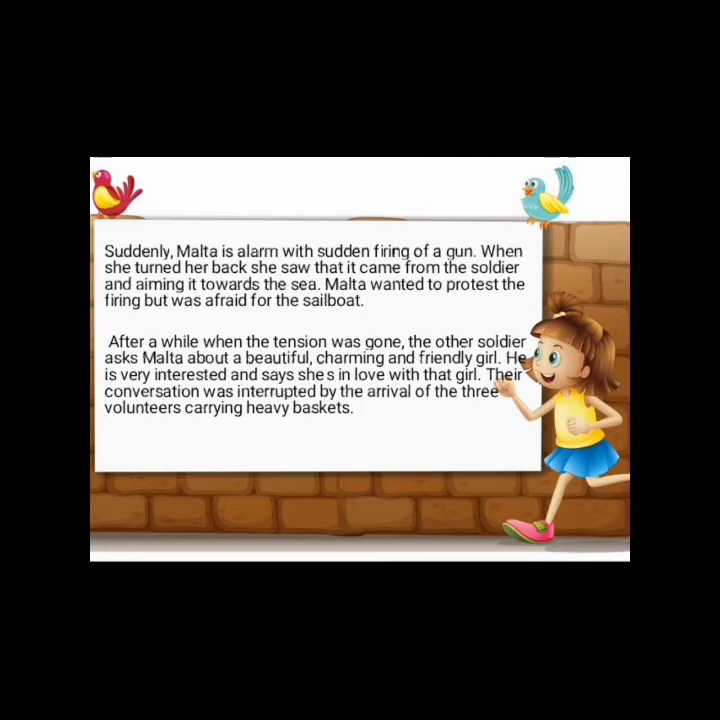 Suddenly, Malta is alarm with sudden firing of a gun. When
she turned her back she saw that it came from the soldier
and aiming it towards the sea. Malta wanted to protest the
firing but was afraid for the sailboat.
After a while when the tension was gone, the other soldier
asks Malta about a beautiful, charming and friendly girl. He
is very interested and says she s in love with that girl. Their
conversation was interrupted by the arrival of the three
volunteers carrying heavy baskets.